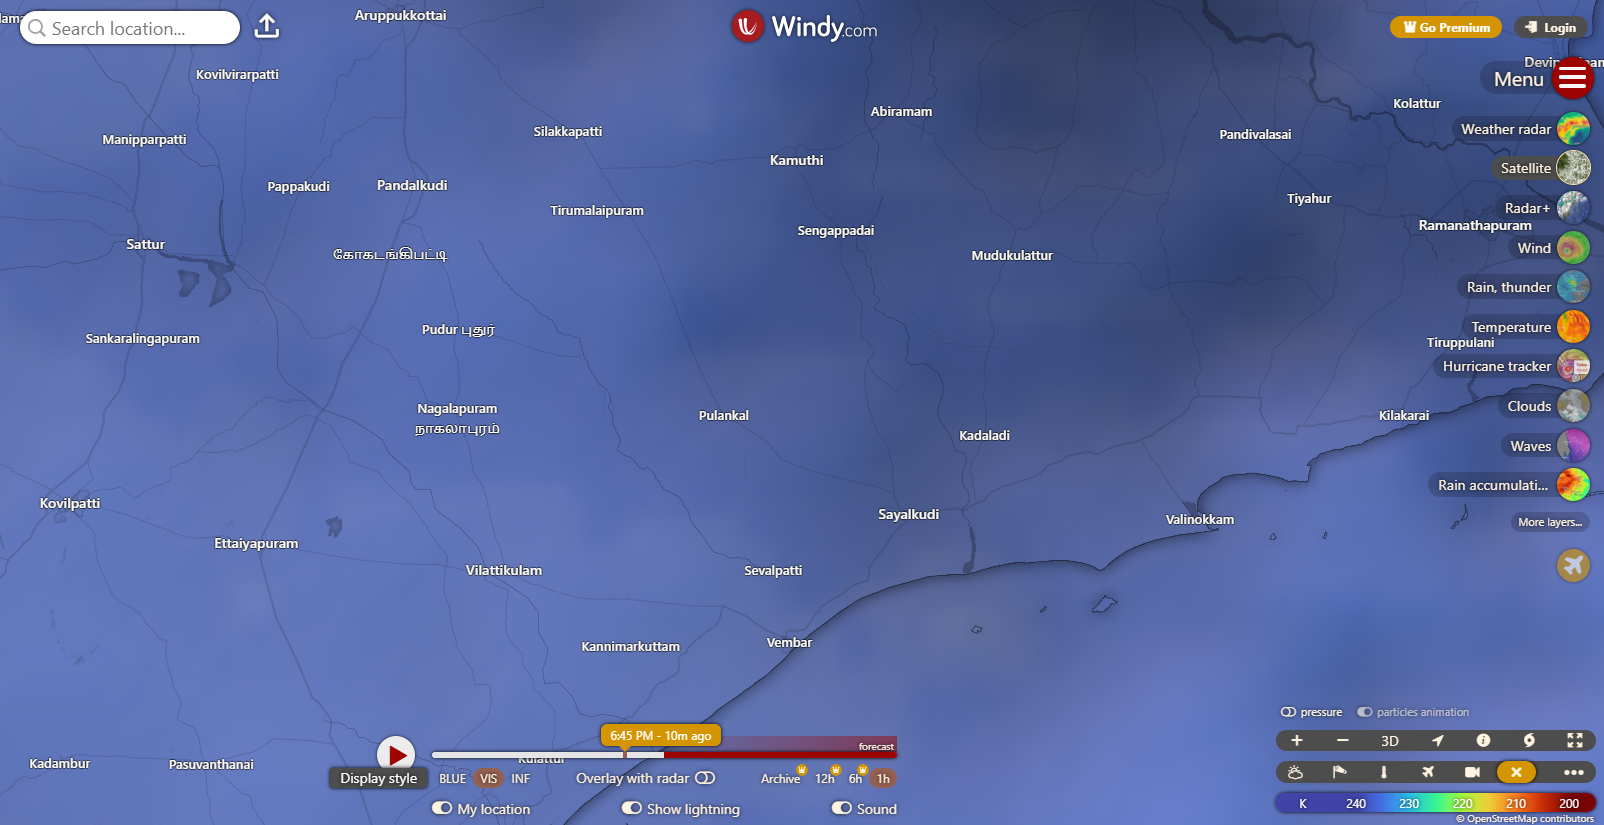 Search location...
Windy.com
Go Premium
Login
Menu
Weather radar
Satellite
Radar+
Wind
Rain, thunder
Temperature
Hurricane tracker
Clouds
Waves
Rain accumulati...
More layers...
Aruppukkottai
Kovilvirarpatti
Manipparpatti
Silakkapatti
Abiramam
Kolattur
Pandivalasai
Kamuthi
Pappakudi
Pandalkudi
Tirumalaipuram
Tiyahur
Sengappadai
Ramanathapuram
Sattur
கோகடங்கிபட்டி
Mudukulattur
Pudur புதுர்
Sankaralingapuram
Tiruppulani
Nagalapuram
நாகலாபுரம்
Pulankal
Kadaladi
Kilakarai
Kovilpatti
Sayalkudi
Valinokkam
Ettaiyapuram
Vilattikulam
Sevalpatti
Kannimarkuttam
Vembar
Kadambur
Pasuvanthanai
Kulattur
6:45 PM - 10m ago
forecast
Display style
BLUE
VIS
INF
Overlay with radar
Archive
12h
6h
1h
My location
Show lightning
Sound
pressure
particles animation
3D
K 240 230 220 210 200
© OpenStreetMap contributors